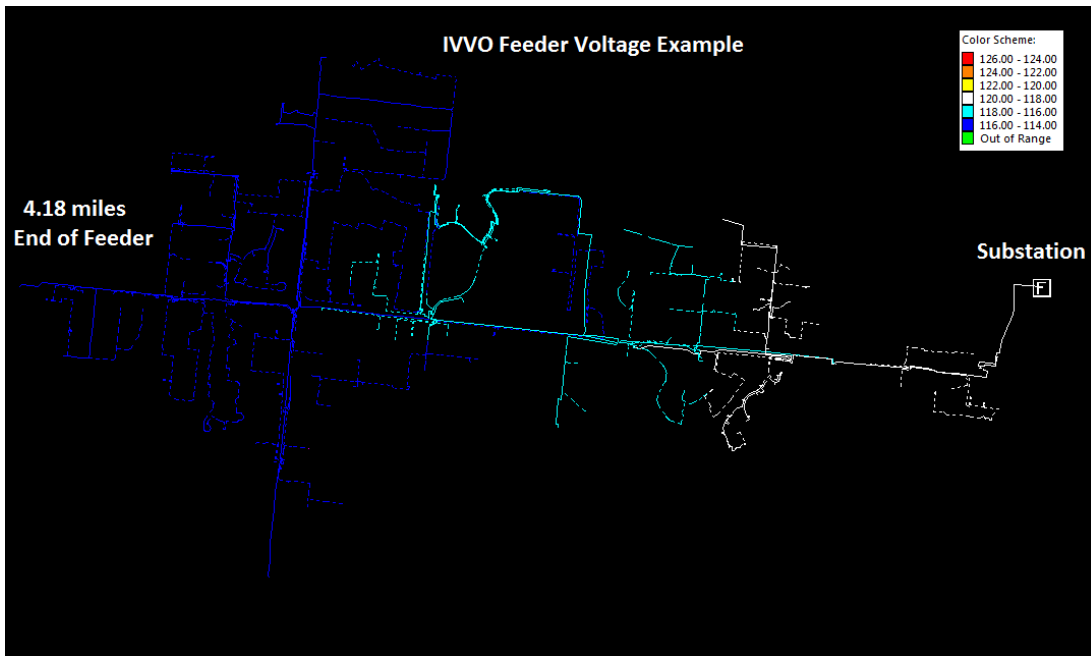 IVVO Feeder Voltage Example
Color Scheme:
126.00 - 124.00
124.00 - 122.00
122.00 - 120.00
120.00 - 118.00
118.00 - 116.00
116.00 - 114.00
Out of Range
4.18 miles
End of Feeder
Substation
F